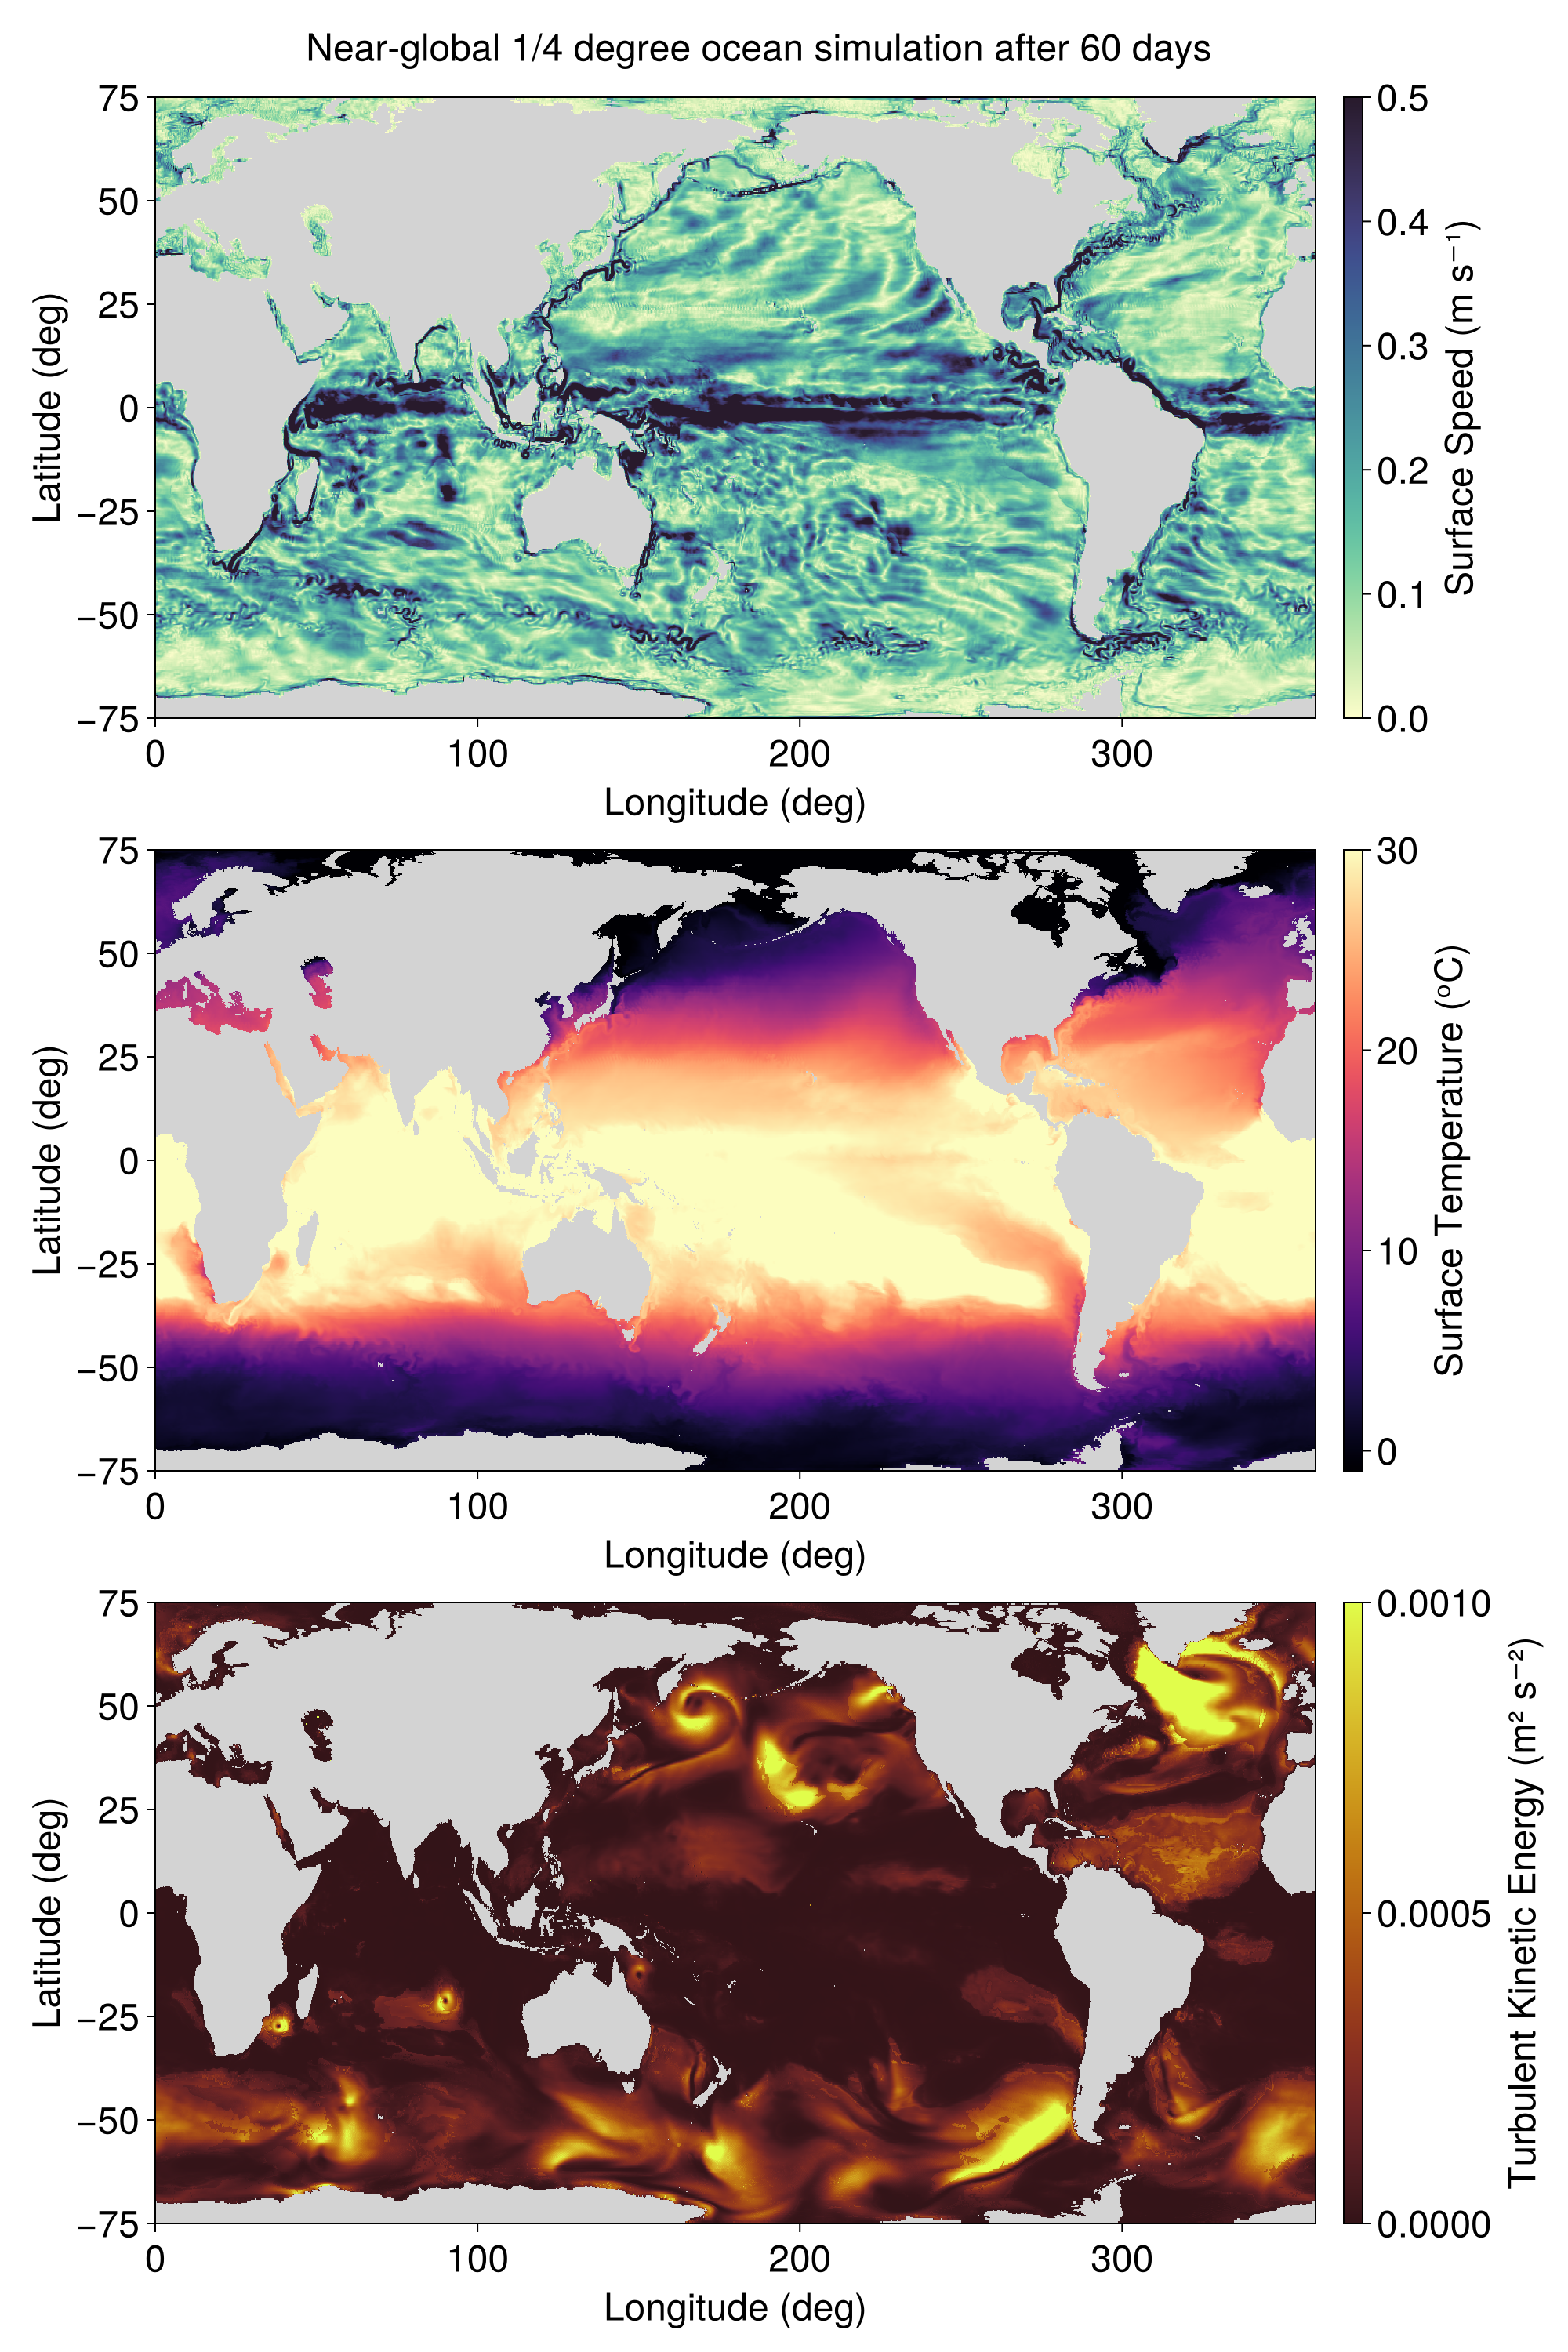 Near-global 1/4 degree ocean simulation after 60 days
75
50
25
0
−25
−50
−75
Latitude (deg)
0 100 200 300
Longitude (deg)
0.5
0.4
0.3
0.2
0.1
0.0
Surface Speed (m s⁻¹)
75
50
25
0
−25
−50
−75
Latitude (deg)
0 100 200 300
Longitude (deg)
30
20
10
0
Surface Temperature (ᵒC)
75
50
25
0
−25
−50
−75
Latitude (deg)
0 100 200 300
Longitude (deg)
0.0010
0.0005
0.0000
Turbulent Kinetic Energy (m² s⁻²)